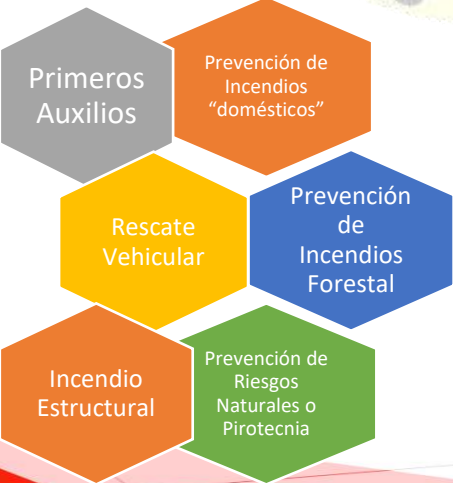 Primeros
Auxilios
Prevención de
Incendios
“domésticos”
Rescate
Vehicular
Prevención
de
Incendios
Forestal
Incendio
Estructural
Prevención de
Riesgos
Naturales o
Pirotecnia